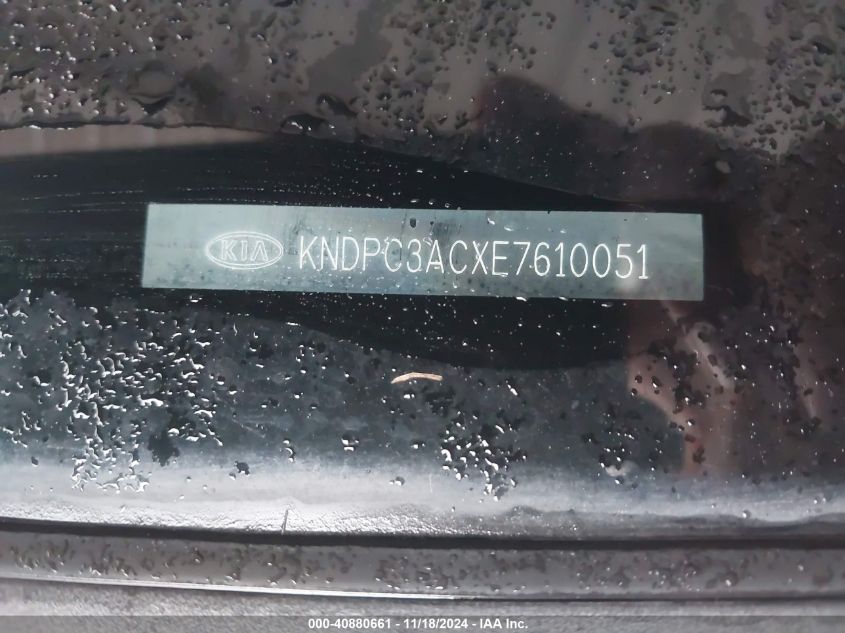 KIA KNDPC3ACXE7610051
000-40880661 - 11/18/2024 - IAA Inc.